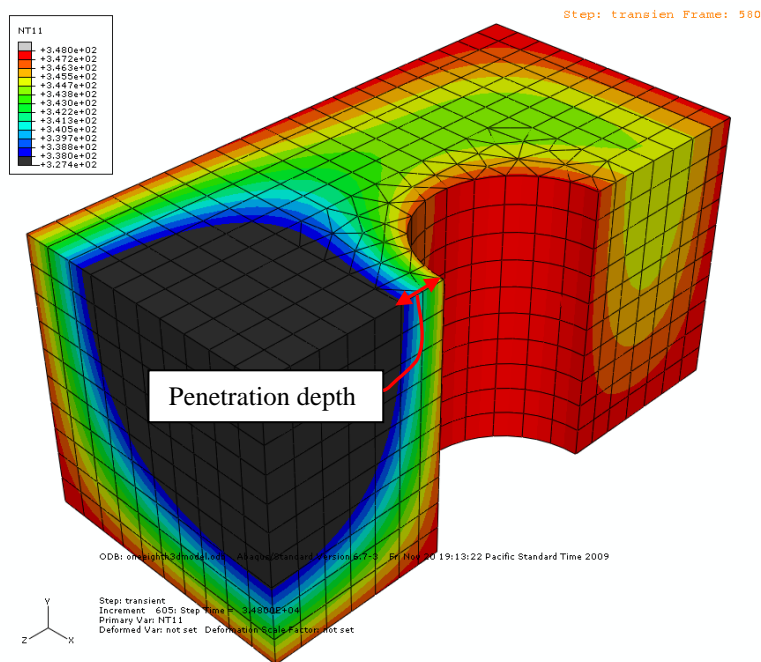 Step: transien Frame: 580
NT11
+3.480e+02
+3.472e+02
+3.463e+02
+3.455e+02
+3.447e+02
+3.438e+02
+3.430e+02
+3.422e+02
+3.413e+02
+3.405e+02
+3.397e+02
+3.388e+02
+3.380e+02
+3.274e+02
Penetration depth
ODB: Abaqus/Standard Version 6.7-3 Fri Nov 20 19:13:22 Pacific Standard Time 2009
Step: transient
Increment 605: Step Time = 3.4800E+04
Primary Var: NT11
Deformed Var: not set Deformation Scale Factor: not set
Y
Z
X